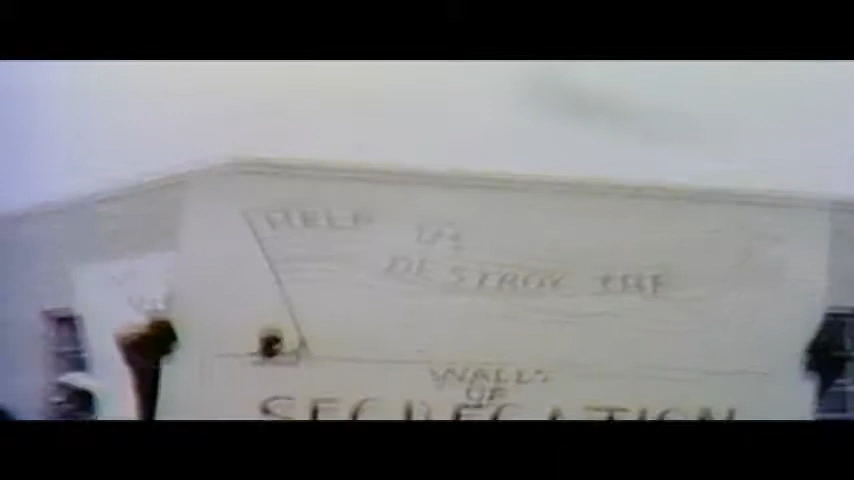 HELP US
DESTROY THE
WALLS
OF
SEGREGATION